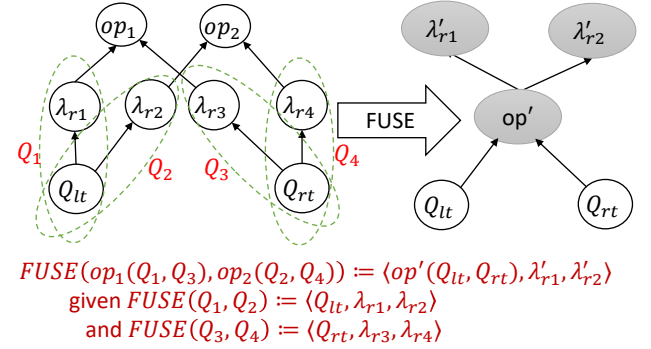 op₁ op₂ λ′ᵣ₁ λ′ᵣ₂
λᵣ₁ λᵣ₂ λᵣ₃ λᵣ₄ FUSE op′
Q₁ Q₂ Q₃ Q₄
Qₗₜ Qᵣₜ Qₗₜ Qᵣₜ
FUSE(op₁(Q₁, Q₃), op₂(Q₂, Q₄)) ≔ ⟨op′(Qₗₜ, Qᵣₜ), λ′ᵣ₁, λ′ᵣ₂⟩
given FUSE(Q₁, Q₂) ≔ ⟨Qₗₜ, λᵣ₁, λᵣ₂⟩
and FUSE(Q₃, Q₄) ≔ ⟨Qᵣₜ, λᵣ₃, λᵣ₄⟩